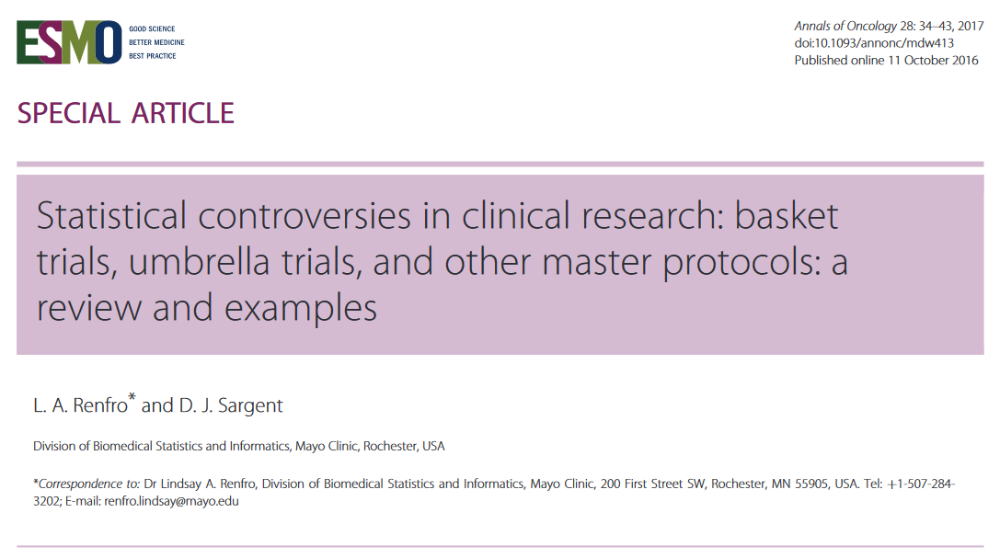 ESMO
GOOD SCIENCE
BETTER MEDICINE
BEST PRACTICE
Annals of Oncology 28: 34–43, 2017
doi:10.1093/annonc/mdw413
Published online 11 October 2016
SPECIAL ARTICLE
Statistical controversies in clinical research: basket
trials, umbrella trials, and other master protocols: a
review and examples
L. A. Renfro* and D. J. Sargent
Division of Biomedical Statistics and Informatics, Mayo Clinic, Rochester, USA
*Correspondence to: Dr Lindsay A. Renfro, Division of Biomedical Statistics and Informatics, Mayo Clinic, 200 First Street SW, Rochester, MN 55905, USA. Tel: +1-507-284-
3202; E-mail: renfro.lindsay@mayo.edu